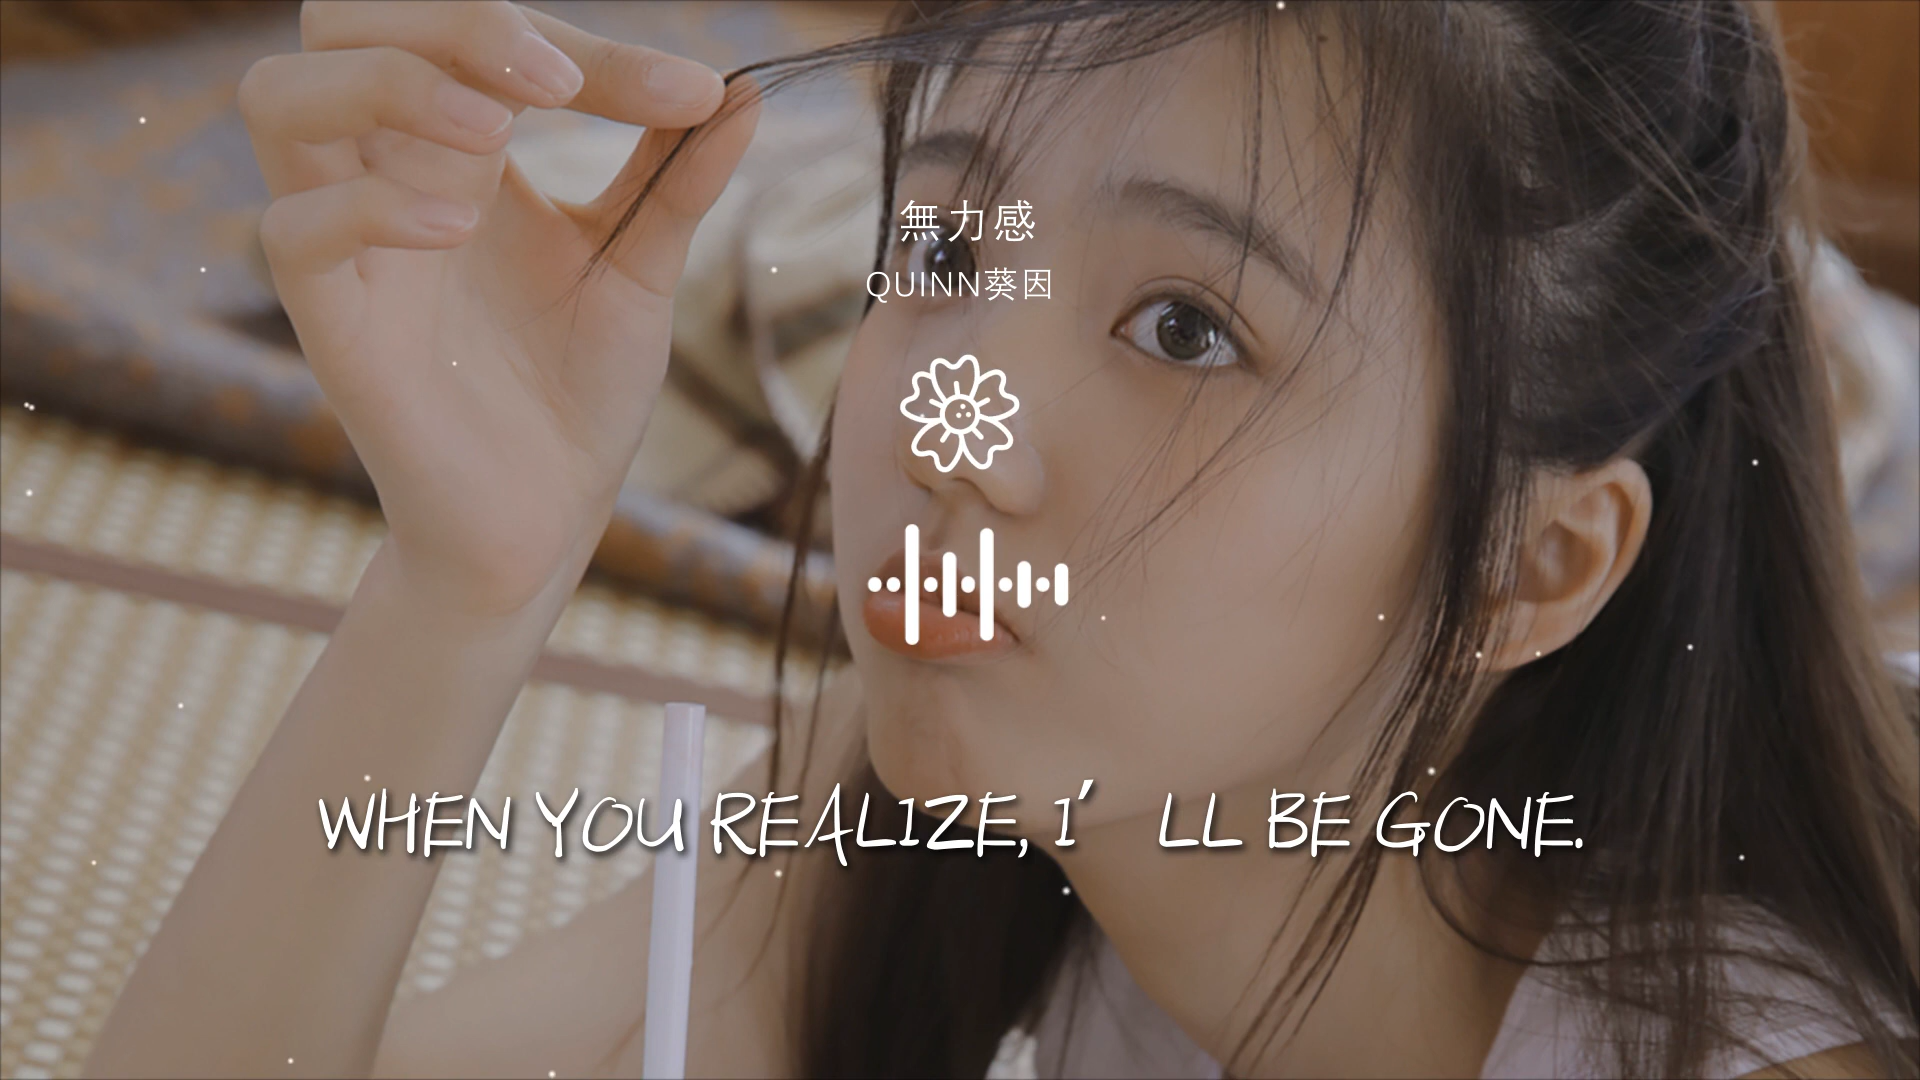 無力感
QUINN葵因
WHEN YOU REALIZE, I’LL BE GONE.